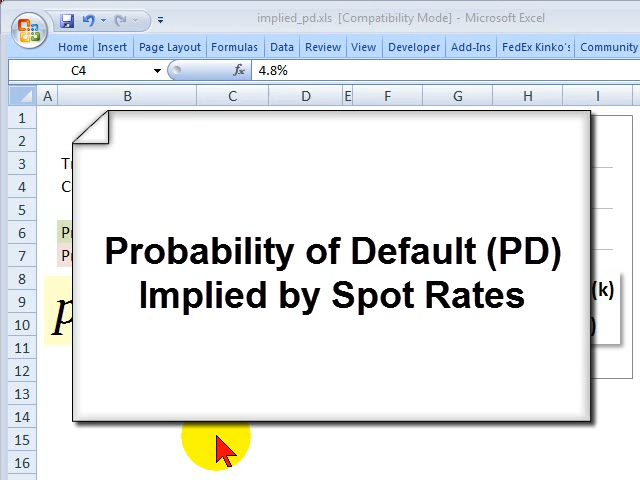 implied_pd.xls [Compatibility Mode] - Microsoft Excel
Home Insert Page Layout Formulas Data Review View Developer Add-Ins FedEx Kinko's Community
C4 fx 4.8%
A B C D E F G H I
1
2
3
4
5
6
7
8
9 (k)
10 )
11
12
13
14
15
16
Probability of Default (PD)
Implied by Spot Rates